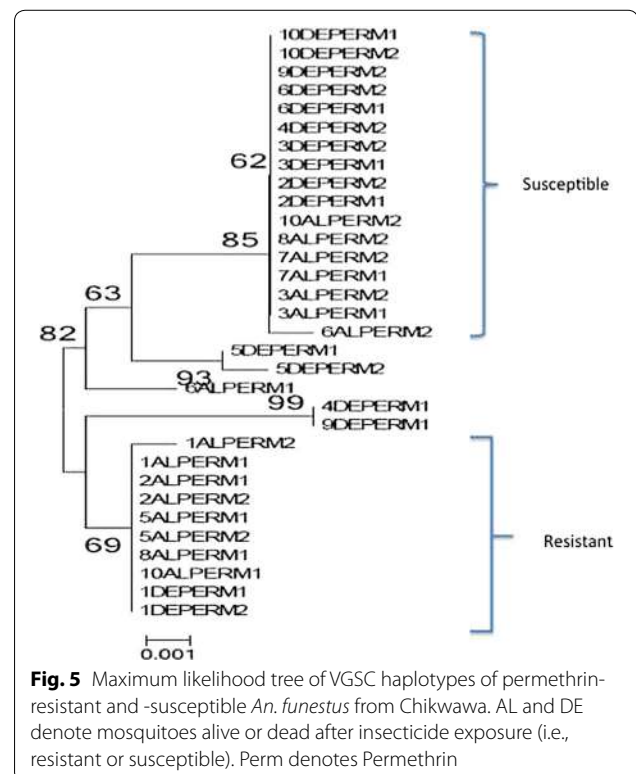 10DEPERM1
10DEPERM2
9DEPERM2
6DEPERM2
6DEPERM1
4DEPERM2
3DEPERM2
62
3DEPERM1
2DEPERM2
Susceptible
2DEPERM1
10ALPERM2
85
8ALPERM2
7ALPERM2
7ALPERM1
63
3ALPERM2
3ALPERM1
82
6ALPERM2
5DEPERM1
5DEPERM2
93
6ALPERM1
99
4DEPERM1
9DEPERM1
1ALPERM2
1ALPERM1
2ALPERM1
2ALPERM2
5ALPERM1
69
5ALPERM2
Resistant
8ALPERM1
10ALPERM1
1DEPERM1
1DEPERM2
0.001
Fig. 5 Maximum likelihood tree of VGSC haplotypes of permethrin-
resistant and -susceptible An. funestus from Chikwawa. AL and DE
denote mosquitoes alive or dead after insecticide exposure (i.e.,
resistant or susceptible). Perm denotes Permethrin